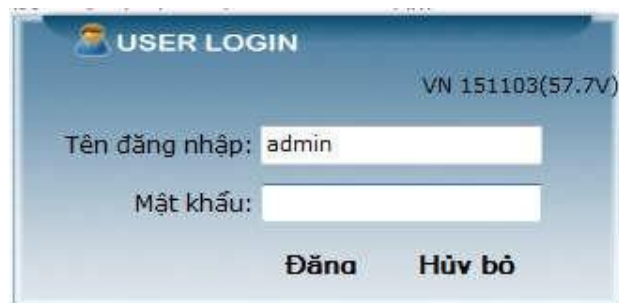 USER LOGIN
VN 151103(57.7V)
Tên đăng nhập: admin
Mật khẩu:
Đăng Hủy bỏ